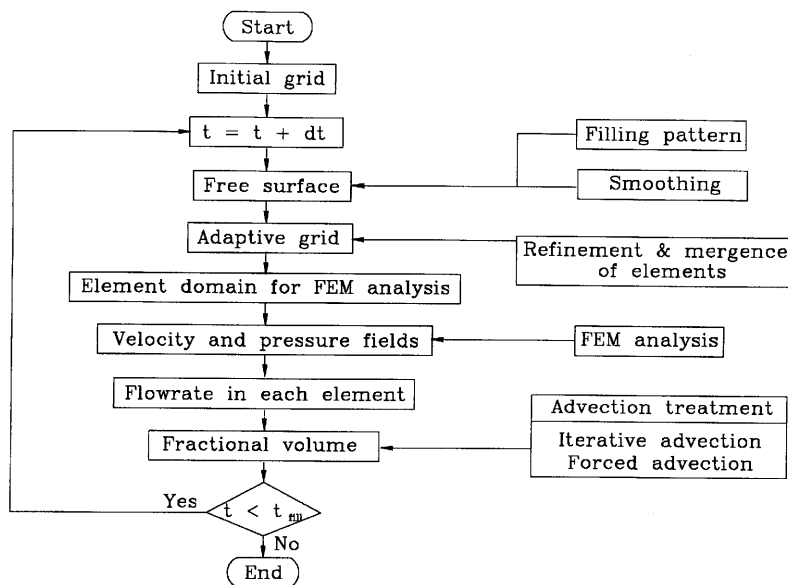 Start
Initial grid
t = t + dt
Filling pattern
Free surface
Smoothing
Adaptive grid
Refinement & mergence
of elements
Element domain for FEM analysis
Velocity and pressure fields
FEM analysis
Flowrate in each element
Advection treatment
Fractional volume
Iterative advection
Forced advection
Yes
t < t
No
End